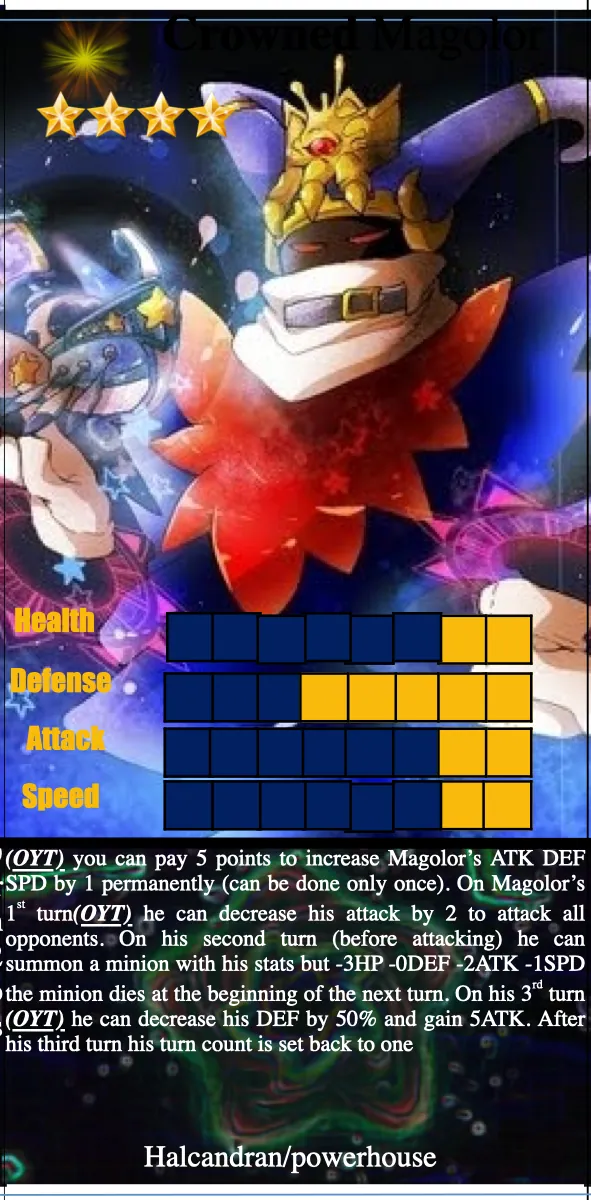 Crowned Magolor
Health
Defense
Attack
Speed
(OYT) you can pay 5 points to increase Magolor’s ATK DEF
SPD by 1 permanently (can be done only once). On Magolor’s
1st turn(OYT) he can decrease his attack by 2 to attack all
opponents. On his second turn (before attacking) he can
summon a minion with his stats but -3HP -0DEF -2ATK -1SPD
the minion dies at the beginning of the next turn. On his 3rd turn
(OYT) he can decrease his DEF by 50% and gain 5ATK. After
his third turn his turn count is set back to one
Halcandran/powerhouse